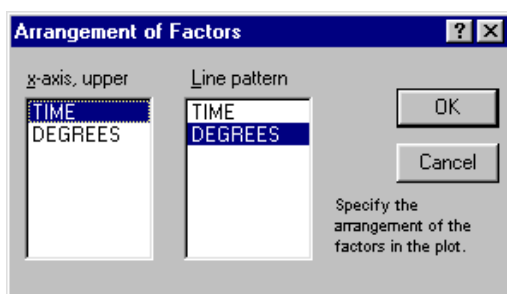 Arrangement of Factors
x-axis, upper
TIME
DEGREES
Line pattern
TIME
DEGREES
OK
Cancel
Specify the
arrangement of the
factors in the plot.